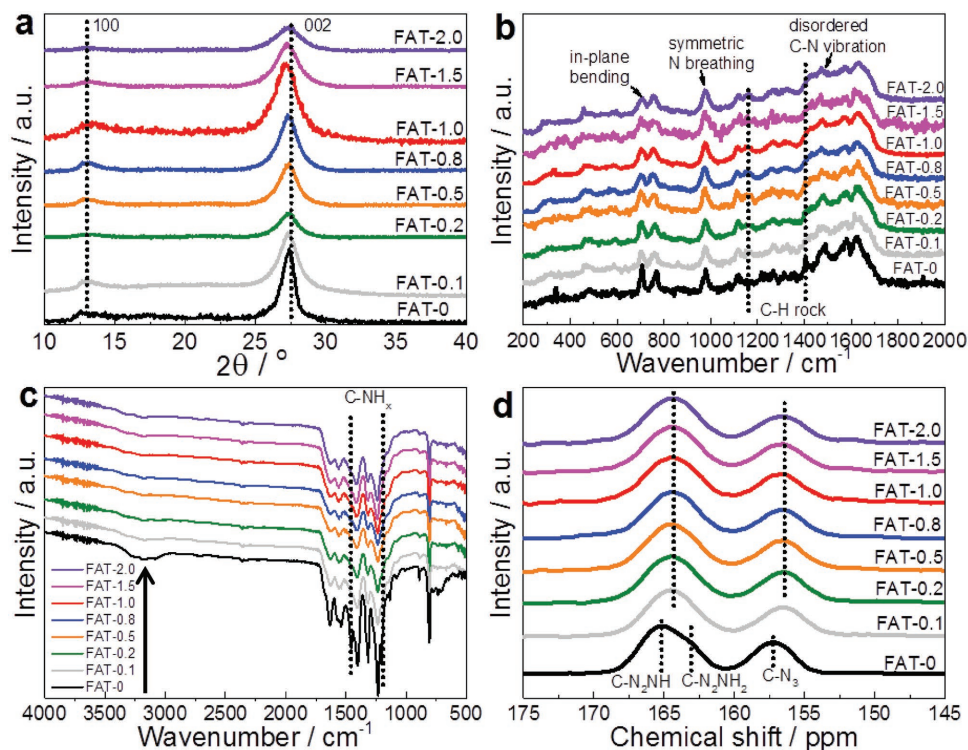 a
100
002
FAT-2.0
FAT-1.5
FAT-1.0
FAT-0.8
FAT-0.5
FAT-0.2
FAT-0.1
FAT-0
Intensity / a.u.
10 15 20 25 30 35 40
2θ / °
b
disordered
C-N vibration
symmetric
N breathing
in-plane
bending
FAT-2.0
FAT-1.5
FAT-1.0
FAT-0.8
FAT-0.5
FAT-0.2
FAT-0.1
FAT-0
C-H rock
Intensity / a.u.
200 400 600 800 1000 1200 1400 1600 1800 2000
Wavenumber / cm⁻¹
c
C-NHₓ
FAT-2.0
FAT-1.5
FAT-1.0
FAT-0.8
FAT-0.5
FAT-0.2
FAT-0.1
FAT-0
Intensity / a.u.
4000 3500 3000 2500 2000 1500 1000 500
Wavenumber / cm⁻¹
d
FAT-2.0
FAT-1.5
FAT-1.0
FAT-0.8
FAT-0.5
FAT-0.2
FAT-0.1
FAT-0
C-N₂NH
C-N₂NH₂
C-N₃
Intensity / a.u.
175 170 165 160 155 150 145
Chemical shift / ppm